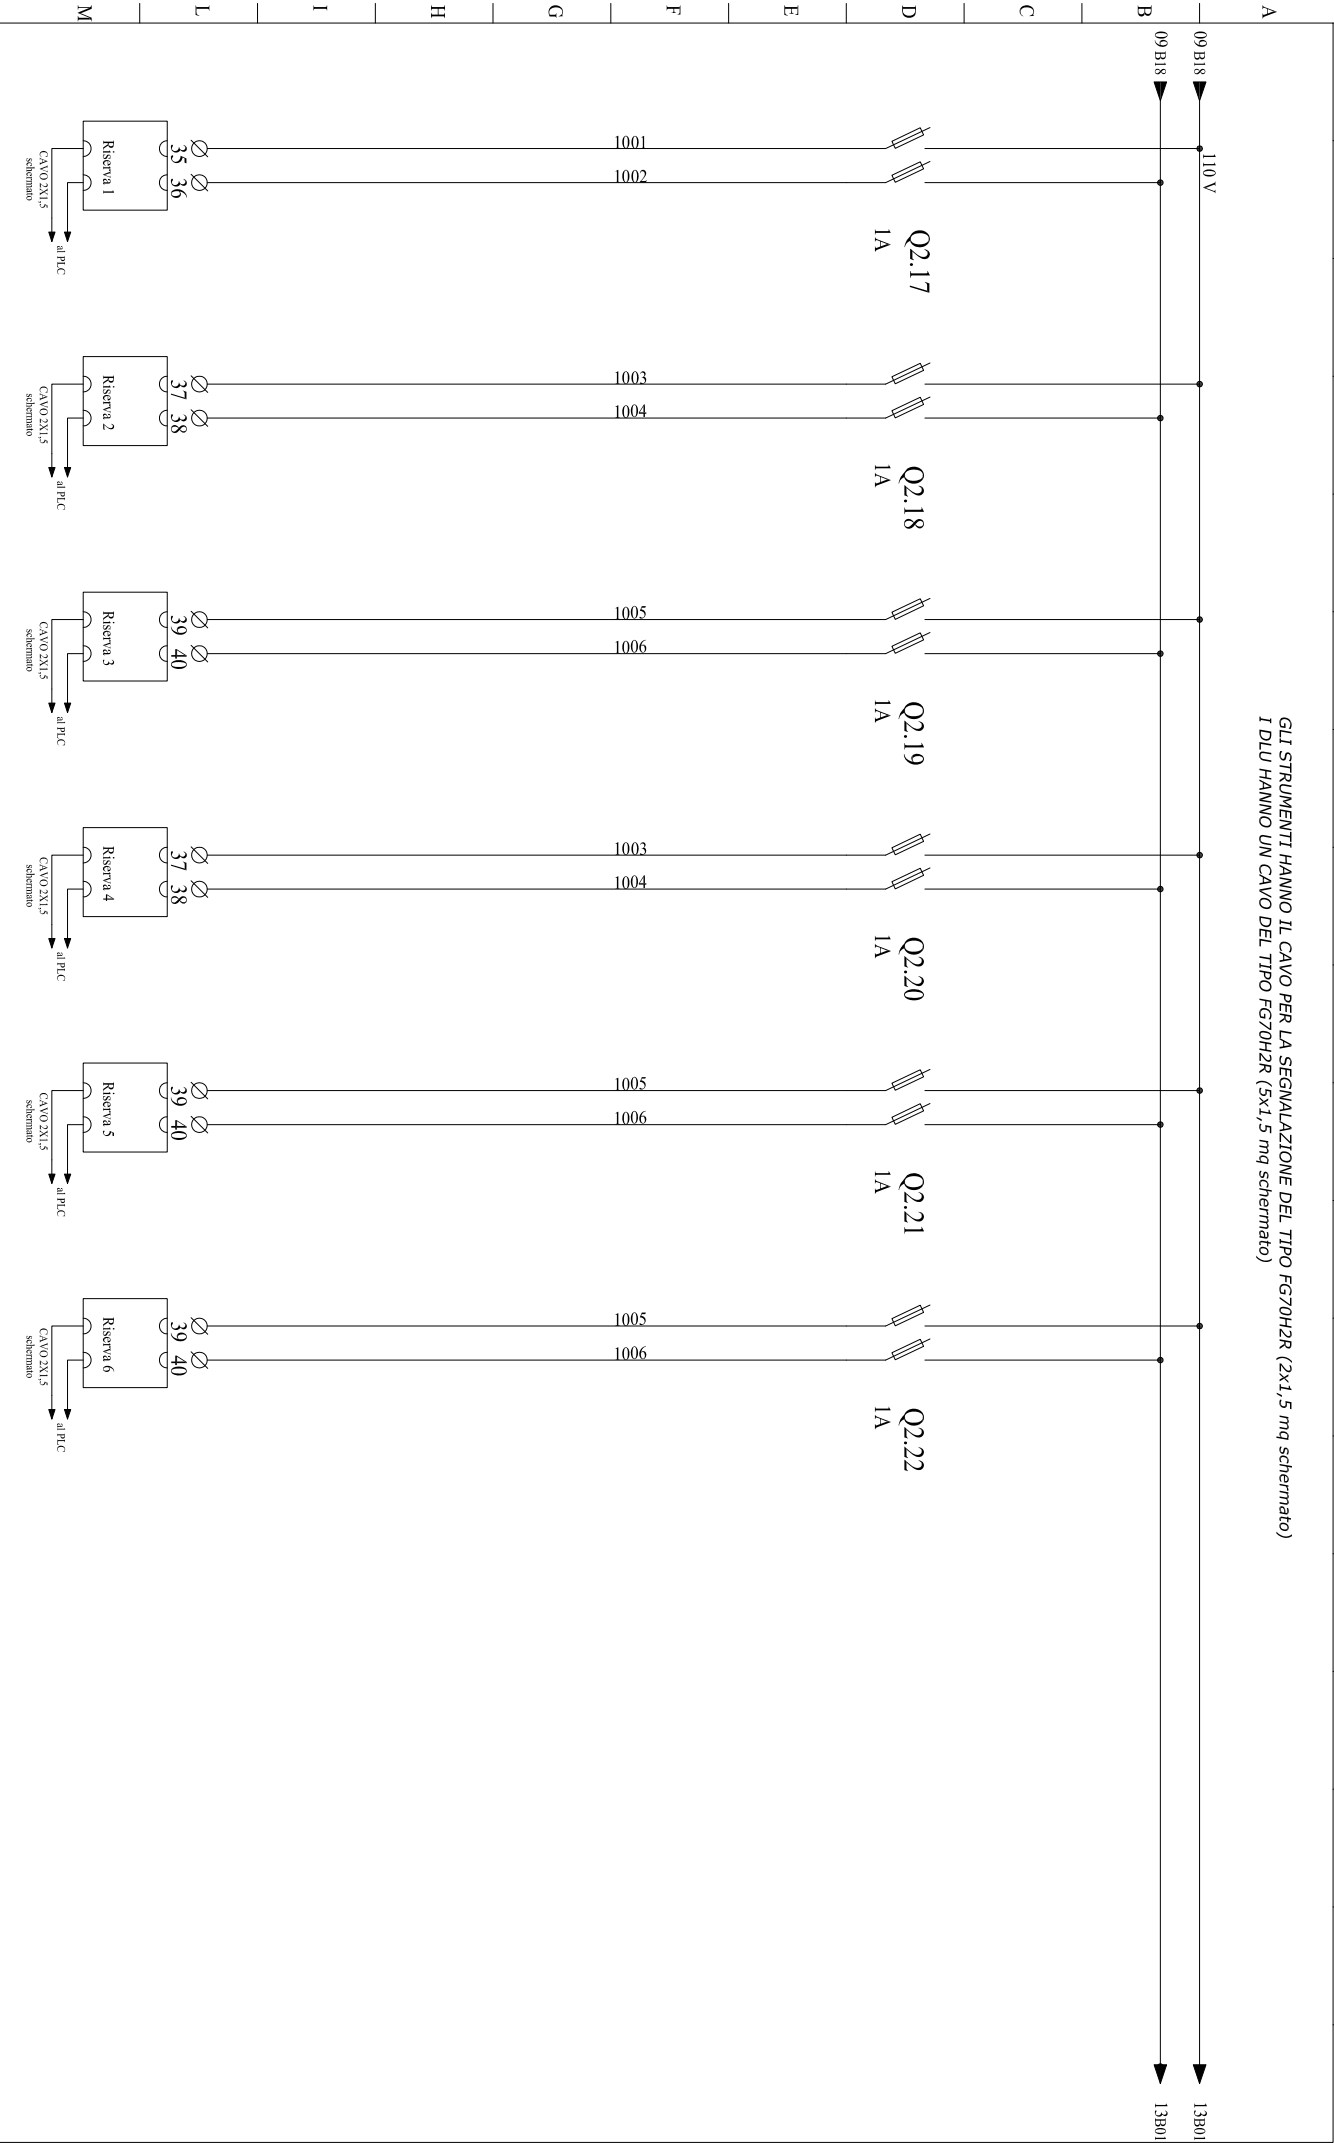 A
B
C
D
E
F
G
H
I
L
M
GLI STRUMENTI HANNO IL CAVO PER LA SEGNALAZIONE DEL TIPO FG7OH2R (2x1,5 mq schermato)
I DLU HANNO UN CAVO DEL TIPO FG7OH2R (5x1,5 mq schermato)
09 B18
110 V
13B01
09 B18
13B01
Q2.17
1A
Q2.18
1A
Q2.19
1A
Q2.20
1A
Q2.21
1A
Q2.22
1A
1001
1002
1003
1004
1005
1006
1003
1004
1005
1006
1005
1006
35 36
37 38
39 40
37 38
39 40
39 40
Riserva 1
Riserva 2
Riserva 3
Riserva 4
Riserva 5
Riserva 6
al PLC
CAVO 2X1,5
schermato
al PLC
CAVO 2X1,5
schermato
al PLC
CAVO 2X1,5
schermato
al PLC
CAVO 2X1,5
schermato
al PLC
CAVO 2X1,5
schermato
al PLC
CAVO 2X1,5
schermato